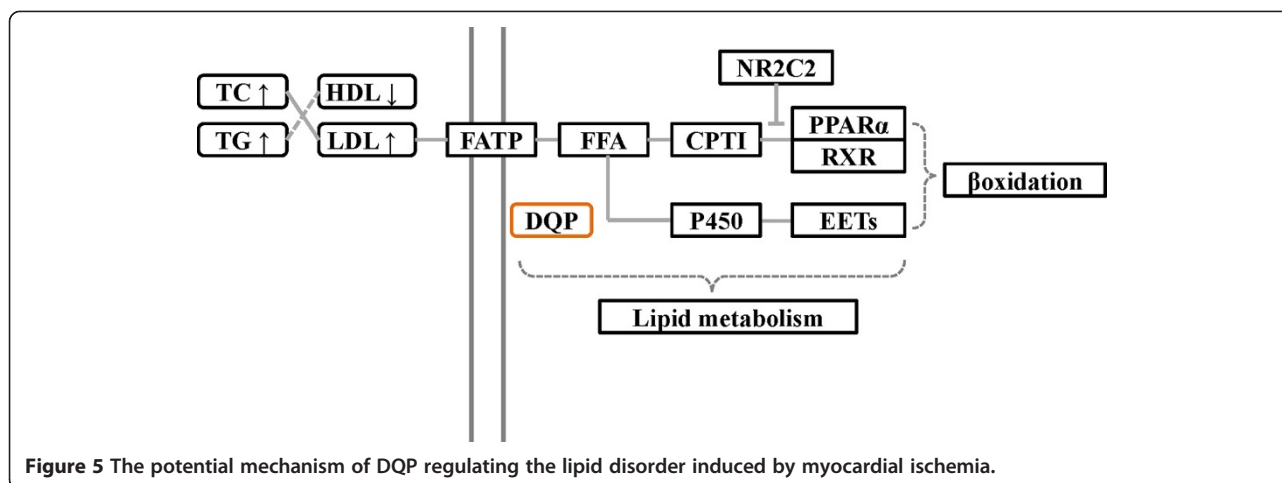 NR2C2
TC ↑
HDL ↓
TG ↑
LDL ↑
FATP
FFA
CPTI
PPARα
RXR
βoxidation
DQP
P450
EETs
Lipid metabolism
Figure 5 The potential mechanism of DQP regulating the lipid disorder induced by myocardial ischemia.